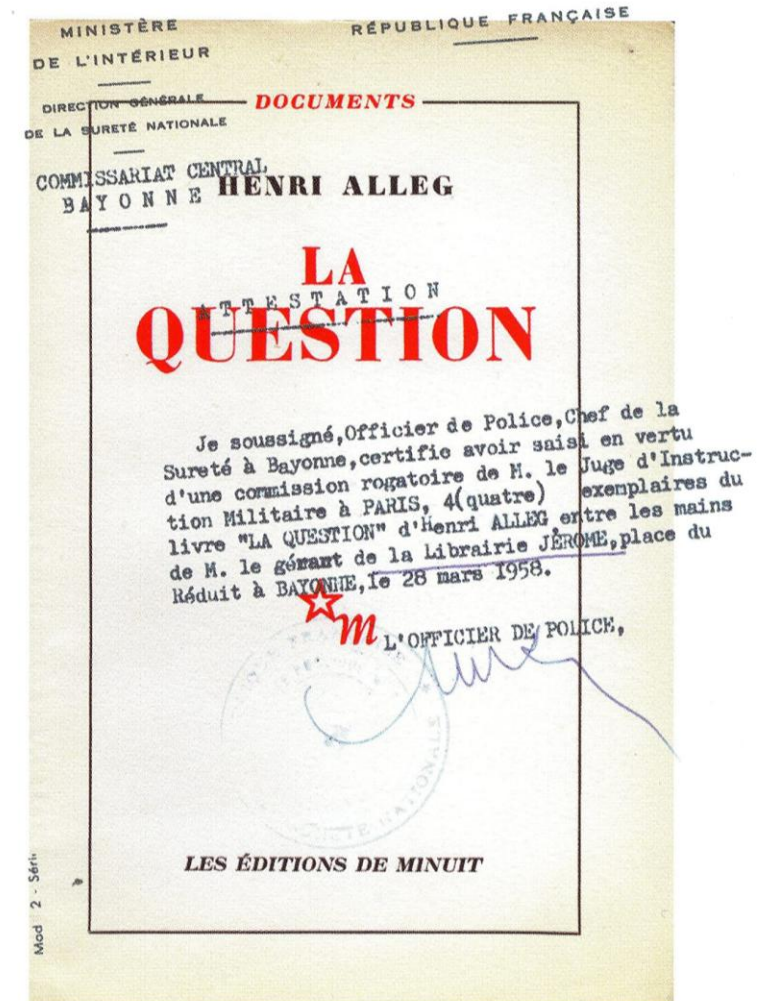 MINISTÈRE
DE L'INTÉRIEUR
RÉPUBLIQUE FRANÇAISE
DIRECTION GÉNÉRALE
DE LA SURETÉ NATIONALE
COMMISSARIAT CENTRAL
BAYONNE
DOCUMENTS
HENRI ALLEG
LA
QUESTION
ATTESTATION
Je soussigné,Officier de Police,Chef de la
Sureté à Bayonne,certifie avoir saisi en vertu
d'une commission rogatoire de M. le Juge d'Instruc-
tion Militaire à PARIS, 4(quatre) exemplaires du
livre "LA QUESTION" d'Henri ALLEG,entre les mains
de M. le gérant de la Librairie JÉROME,place du
Réduit à BAYONNE,le 28 mars 1958.
m
L'OFFICIER DE POLICE,
LES ÉDITIONS DE MINUIT
Mod 2 - Séri